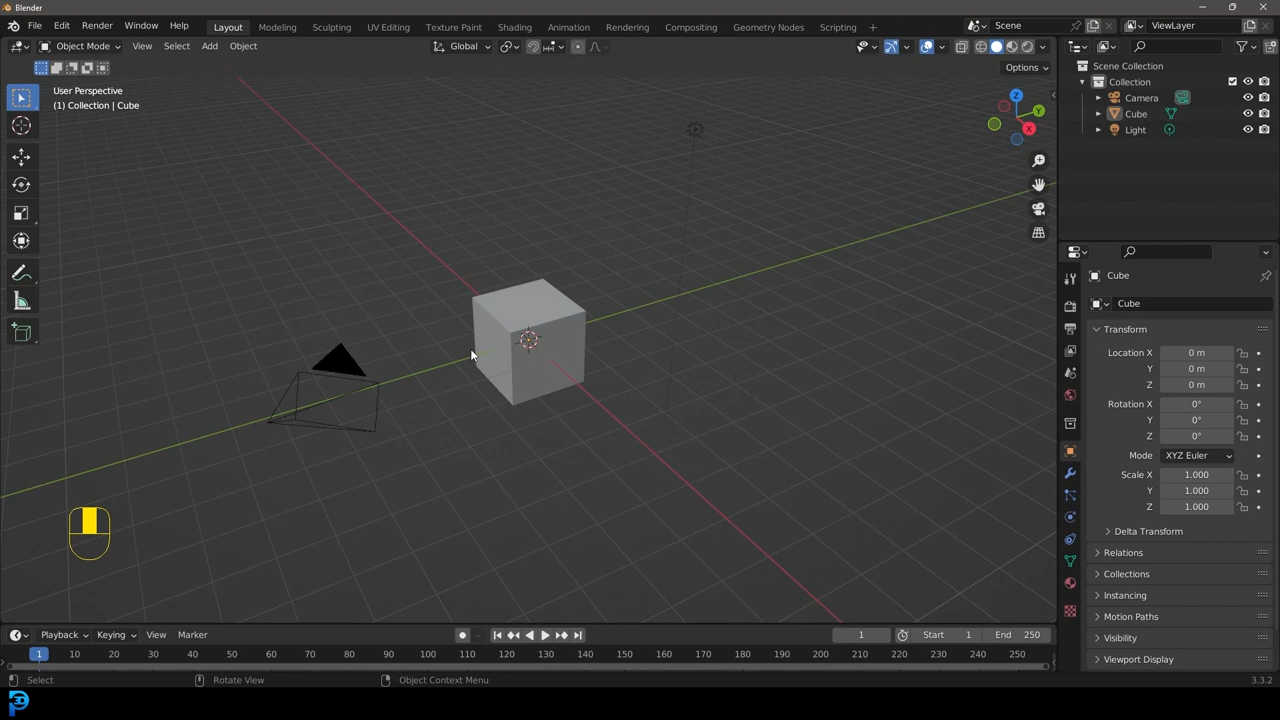 Blender
File Edit Render Window Help Layout Modeling Sculpting UV Editing Texture Paint Shading Animation Rendering Compositing Geometry Nodes Scripting + Scene ViewLayer
Object Mode View Select Add Object Global
Options
User Perspective
(1) Collection | Cube
Z
Y
X
Scene Collection
Collection
Camera
Cube
Light
Cube
Cube
Transform
Location X 0 m
Y 0 m
Z 0 m
Rotation X 0°
Y 0°
Z 0°
Mode XYZ Euler
Scale X 1.000
Y 1.000
Z 1.000
Delta Transform
Relations
Collections
Instancing
Motion Paths
Visibility
Viewport Display
Playback Keying View Marker 1 Start 1 End 250
1 10 20 30 40 50 60 70 80 90 100 110 120 130 140 150 160 170 180 190 200 210 220 230 240 250
Select Rotate View Object Context Menu 3.3.2